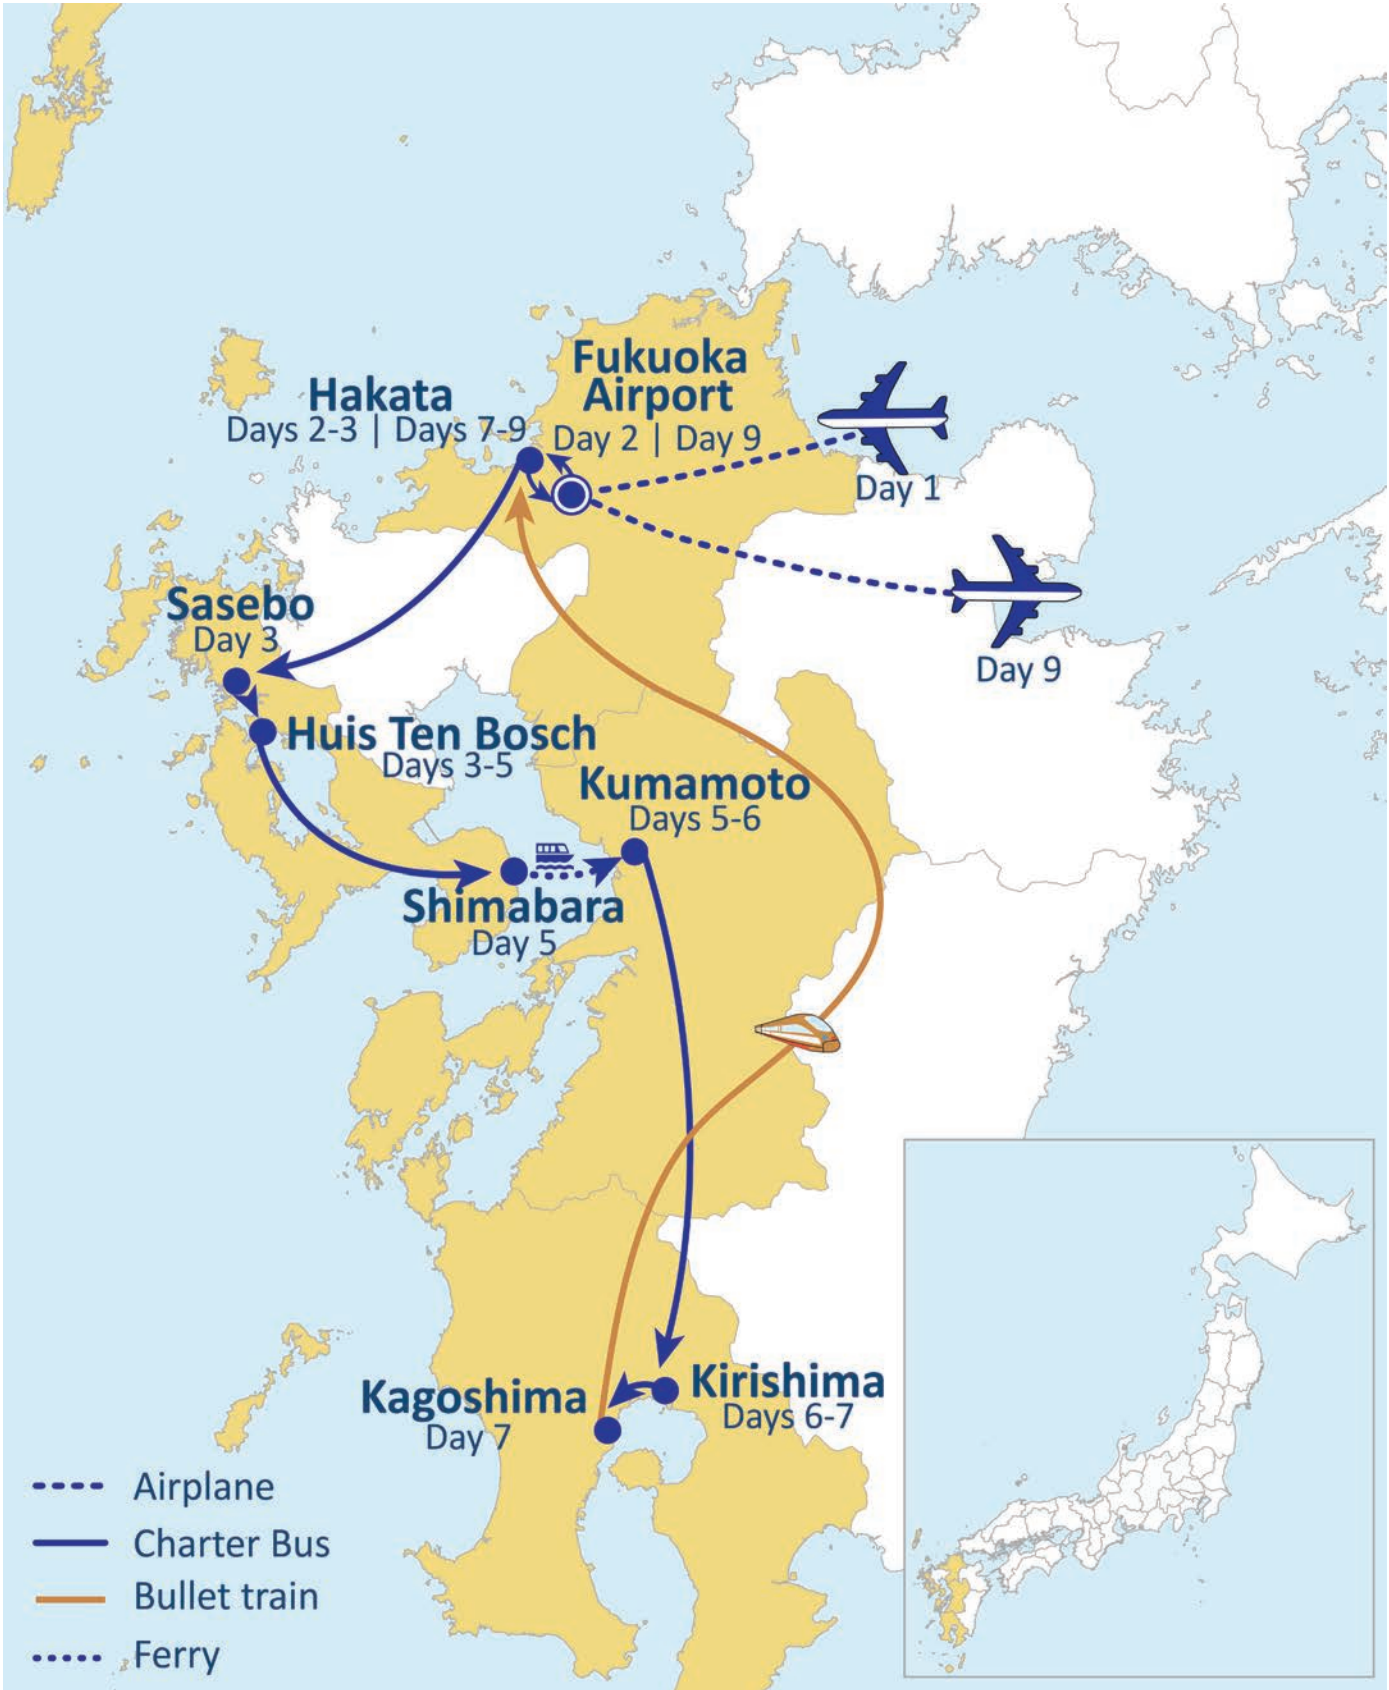 Fukuoka
Airport
Day 2 | Day 9
Hakata
Days 2-3 | Days 7-9
Day 1
Day 9
Sasebo
Day 3
Huis Ten Bosch
Days 3-5
Kumamoto
Days 5-6
Shimabara
Day 5
Kirishima
Days 6-7
Kagoshima
Day 7
Airplane
Charter Bus
Bullet train
Ferry